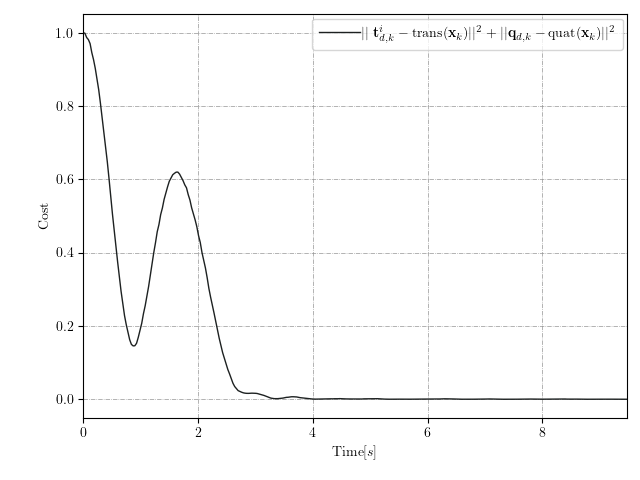 || t^i_{d,k} − trans(x_k)||² + ||q_{d,k} − quat(x_k)||²
1.0
0.8
0.6
0.4
0.2
0.0
Cost
0 2 4 6 8
Time[s]